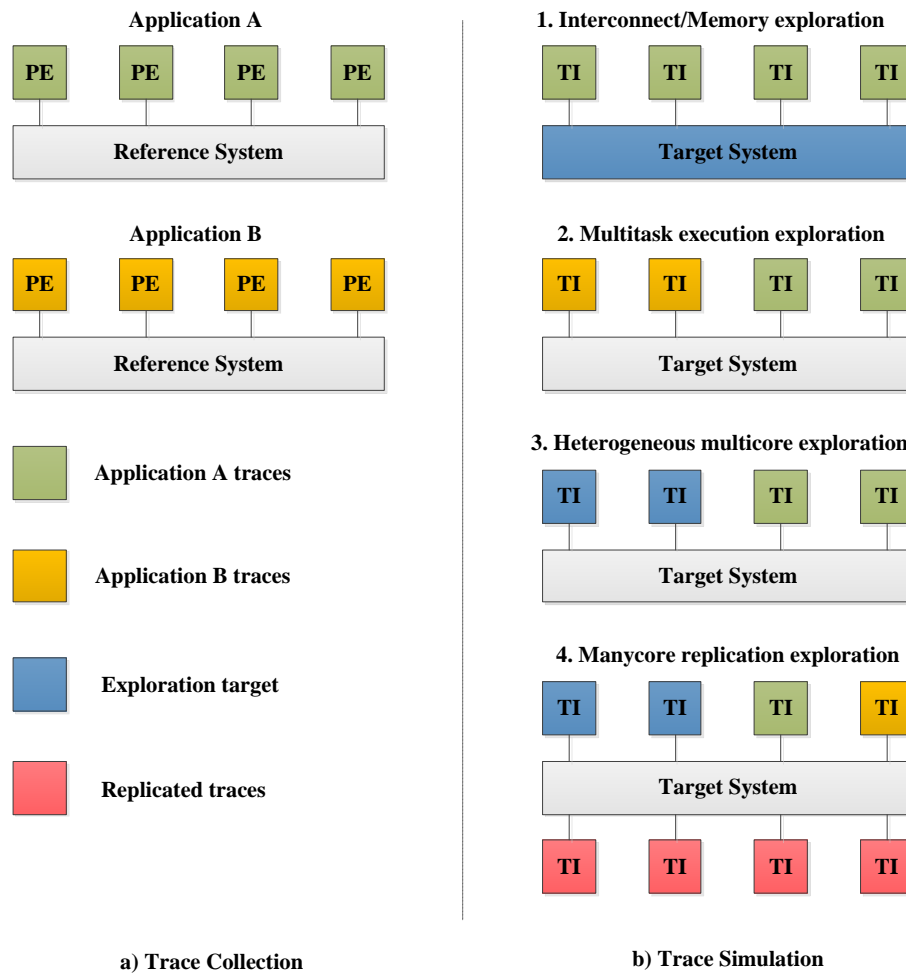 Application A
PE PE PE PE
Reference System
Application B
PE PE PE PE
Reference System
Application A traces
Application B traces
Exploration target
Replicated traces
a) Trace Collection
1. Interconnect/Memory exploration
TI TI TI TI
Target System
2. Multitask execution exploration
TI TI TI TI
Target System
3. Heterogeneous multicore exploration
TI TI TI TI
Target System
4. Manycore replication exploration
TI TI TI TI
Target System
TI TI TI TI
b) Trace Simulation